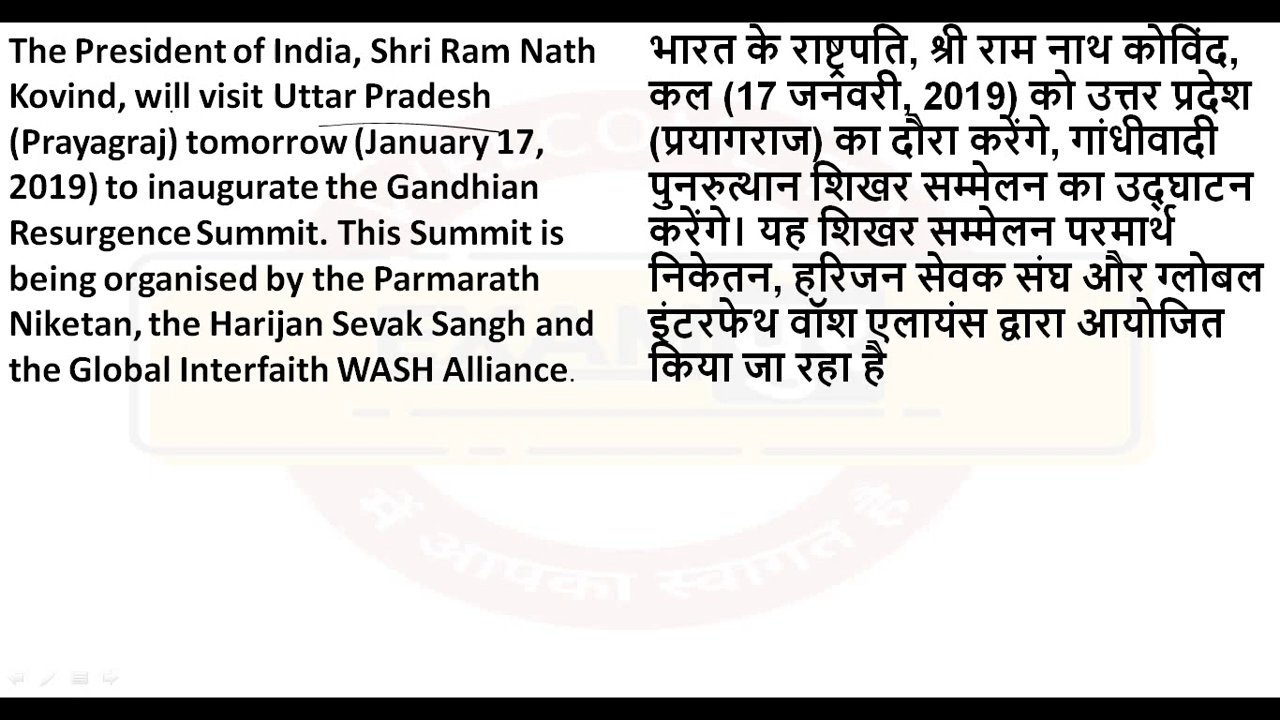 The President of India, Shri Ram Nath
Kovind, will visit Uttar Pradesh
(Prayagraj) tomorrow (January 17,
2019) to inaugurate the Gandhian
Resurgence Summit. This Summit is
being organised by the Parmarath
Niketan, the Harijan Sevak Sangh and
the Global Interfaith WASH Alliance.
भारत के राष्ट्रपति, श्री राम नाथ कोविंद,
कल (17 जनवरी, 2019) को उत्तर प्रदेश
(प्रयागराज) का दौरा करेंगे, गांधीवादी
पुनरुत्थान शिखर सम्मेलन का उद्घाटन
करेंगे। यह शिखर सम्मेलन परमार्थ
निकेतन, हरिजन सेवक संघ और ग्लोबल
इंटरफेथ वॉश एलायंस द्वारा आयोजित
किया जा रहा है
में आपका स्वागत है